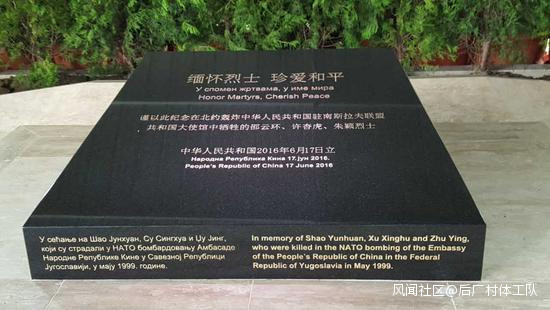 缅怀烈士 珍爱和平
У спомен жртвама, у име мира
Honor Martyrs, Cherish Peace
谨以此纪念在北约轰炸中华人民共和国驻南斯拉夫联盟
共和国大使馆中牺牲的邵云环、许杏虎、朱颖烈士
中华人民共和国2016年6月17日立
Народна Република Кина 17.јун 2016.
People's Republic of China 17 June 2016
У сећање на Шао Јунхуан, Су Сингхуа и Џу Јинг,
који су страдали у НАТО бомбардовању Амбасаде
Народне Републике Кине у Савезној Републици
Југославији, у мају 1999. године.
In memory of Shao Yunhuan, Xu Xinghu and Zhu Ying,
who were killed in the NATO bombing of the Embassy
of the People's Republic of China in the Federal
Republic of Yugoslavia in May 1999.
风闻社区@后厂村体工队